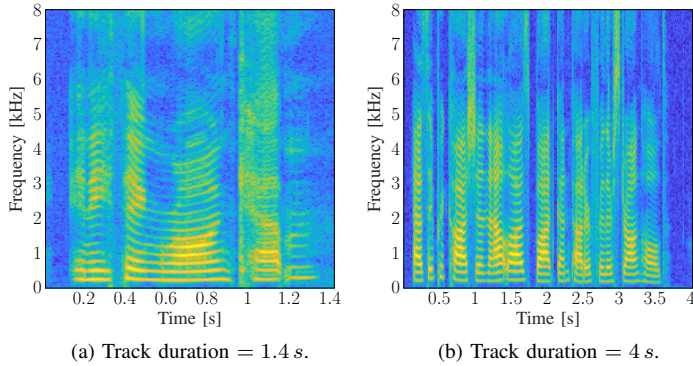 8
7
6
5
4
3
2
1
0
Frequency [kHz]
0.2 0.4 0.6 0.8 1 1.2 1.4
Time [s]
(a) Track duration = 1.4 s.
8
7
6
5
4
3
2
1
0
Frequency [kHz]
0.5 1 1.5 2 2.5 3 3.5 4
Time [s]
(b) Track duration = 4 s.